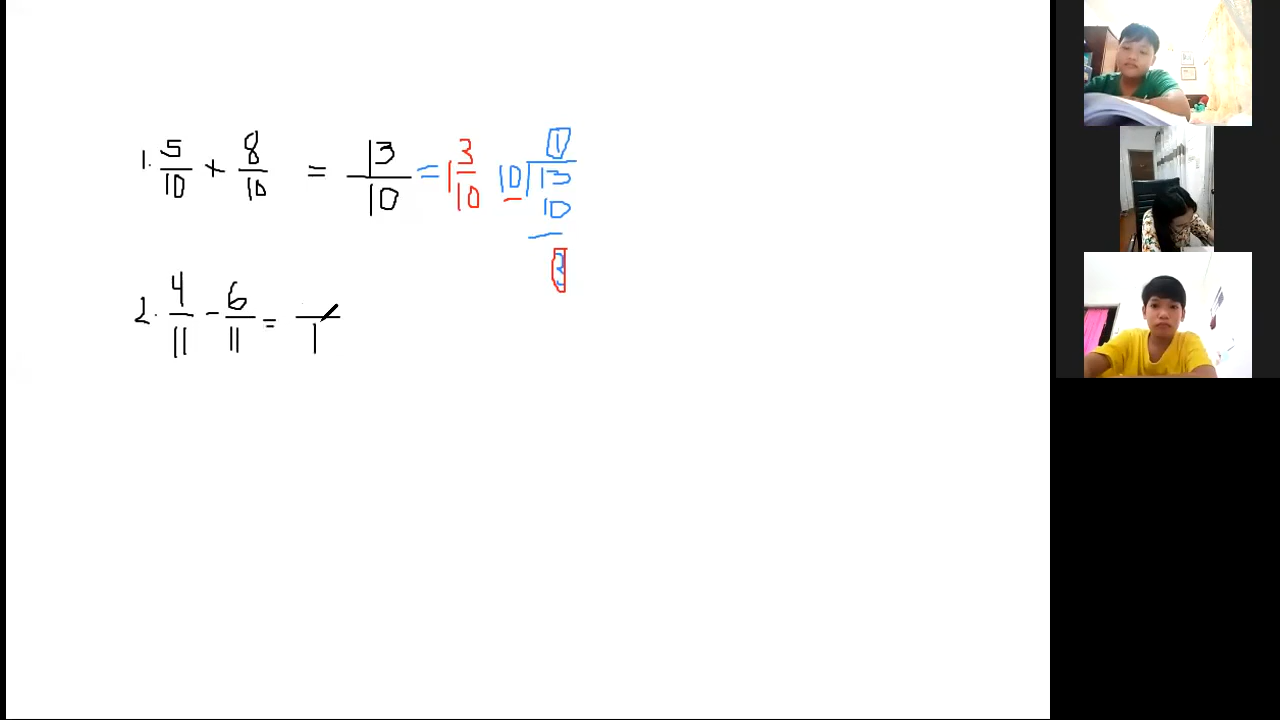 1. 5/10 + 8/10 = 13/10 = 1 3/10
1
10 13
10
3
2. 4/11 - 6/11 = /1